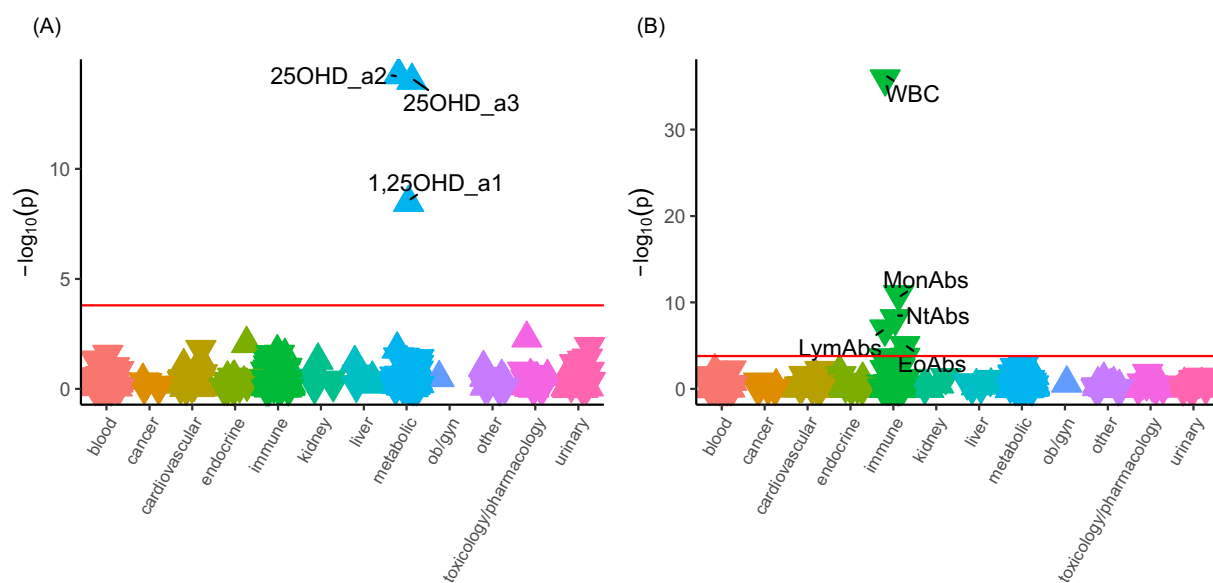 (A)
25OHD_a2
25OHD_a3
1,25OHD_a1
10
5
0
−log10(p)
blood
cancer
cardiovascular
endocrine
immune
kidney
liver
metabolic
ob/gyn
other
toxicology/pharmacology
urinary
(B)
WBC
MonAbs
NtAbs
LymAbs
EoAbs
30
20
10
0
−log10(p)
blood
cancer
cardiovascular
endocrine
immune
kidney
liver
metabolic
ob/gyn
other
toxicology/pharmacology
urinary